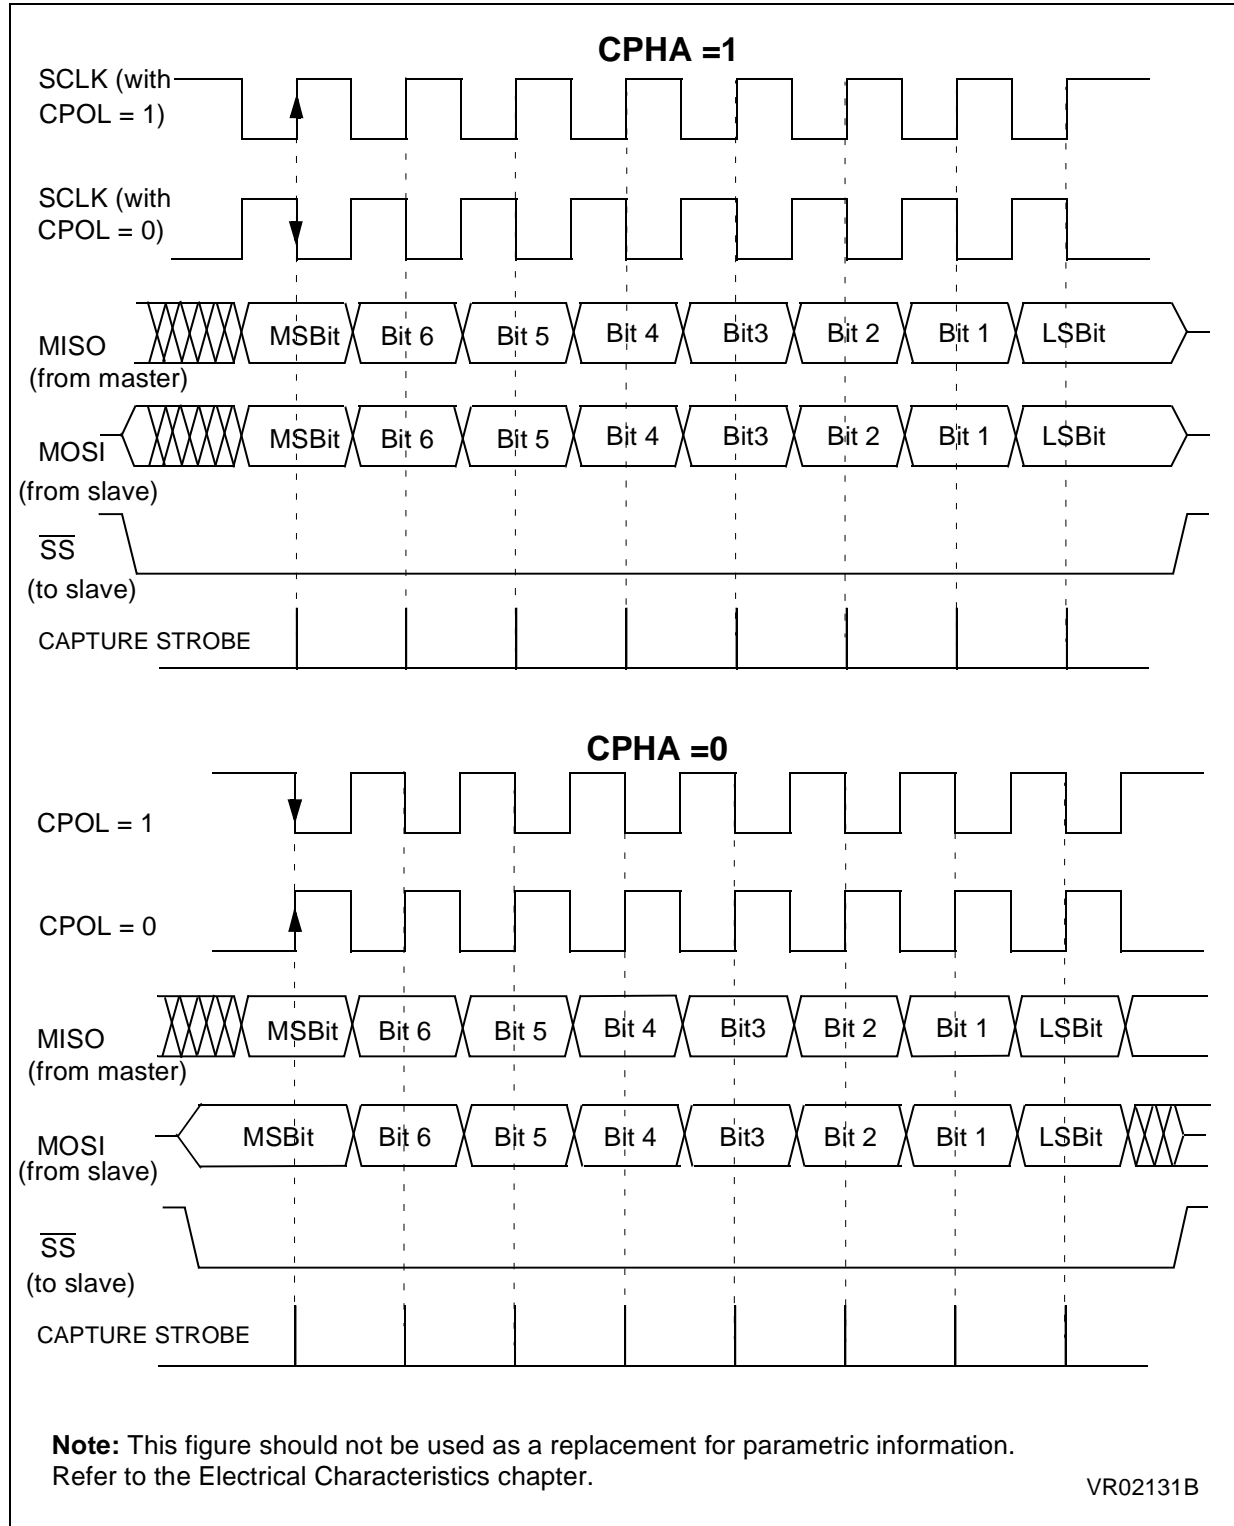 CPHA =1
SCLK (with
CPOL = 1)
SCLK (with
CPOL = 0)
MISO
(from master)
MSBit Bit 6 Bit 5 Bit 4 Bit3 Bit 2 Bit 1 LSBit
MOSI
(from slave)
MSBit Bit 6 Bit 5 Bit 4 Bit3 Bit 2 Bit 1 LSBit
SS
(to slave)
CAPTURE STROBE
CPHA =0
CPOL = 1
CPOL = 0
MISO
(from master)
MSBit Bit 6 Bit 5 Bit 4 Bit3 Bit 2 Bit 1 LSBit
MOSI
(from slave)
MSBit Bit 6 Bit 5 Bit 4 Bit3 Bit 2 Bit 1 LSBit
SS
(to slave)
CAPTURE STROBE
Note: This figure should not be used as a replacement for parametric information.
Refer to the Electrical Characteristics chapter.
VR02131B